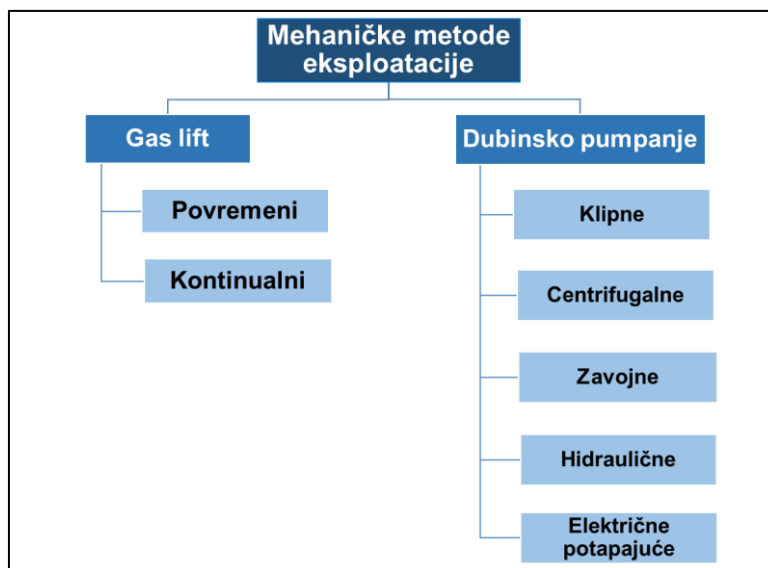 Mehaničke metode
eksploatacije
Gas lift
Povremeni
Kontinualni
Dubinsko pumpanje
Klipne
Centrifugalne
Zavojne
Hidraulične
Električne
potapajuće